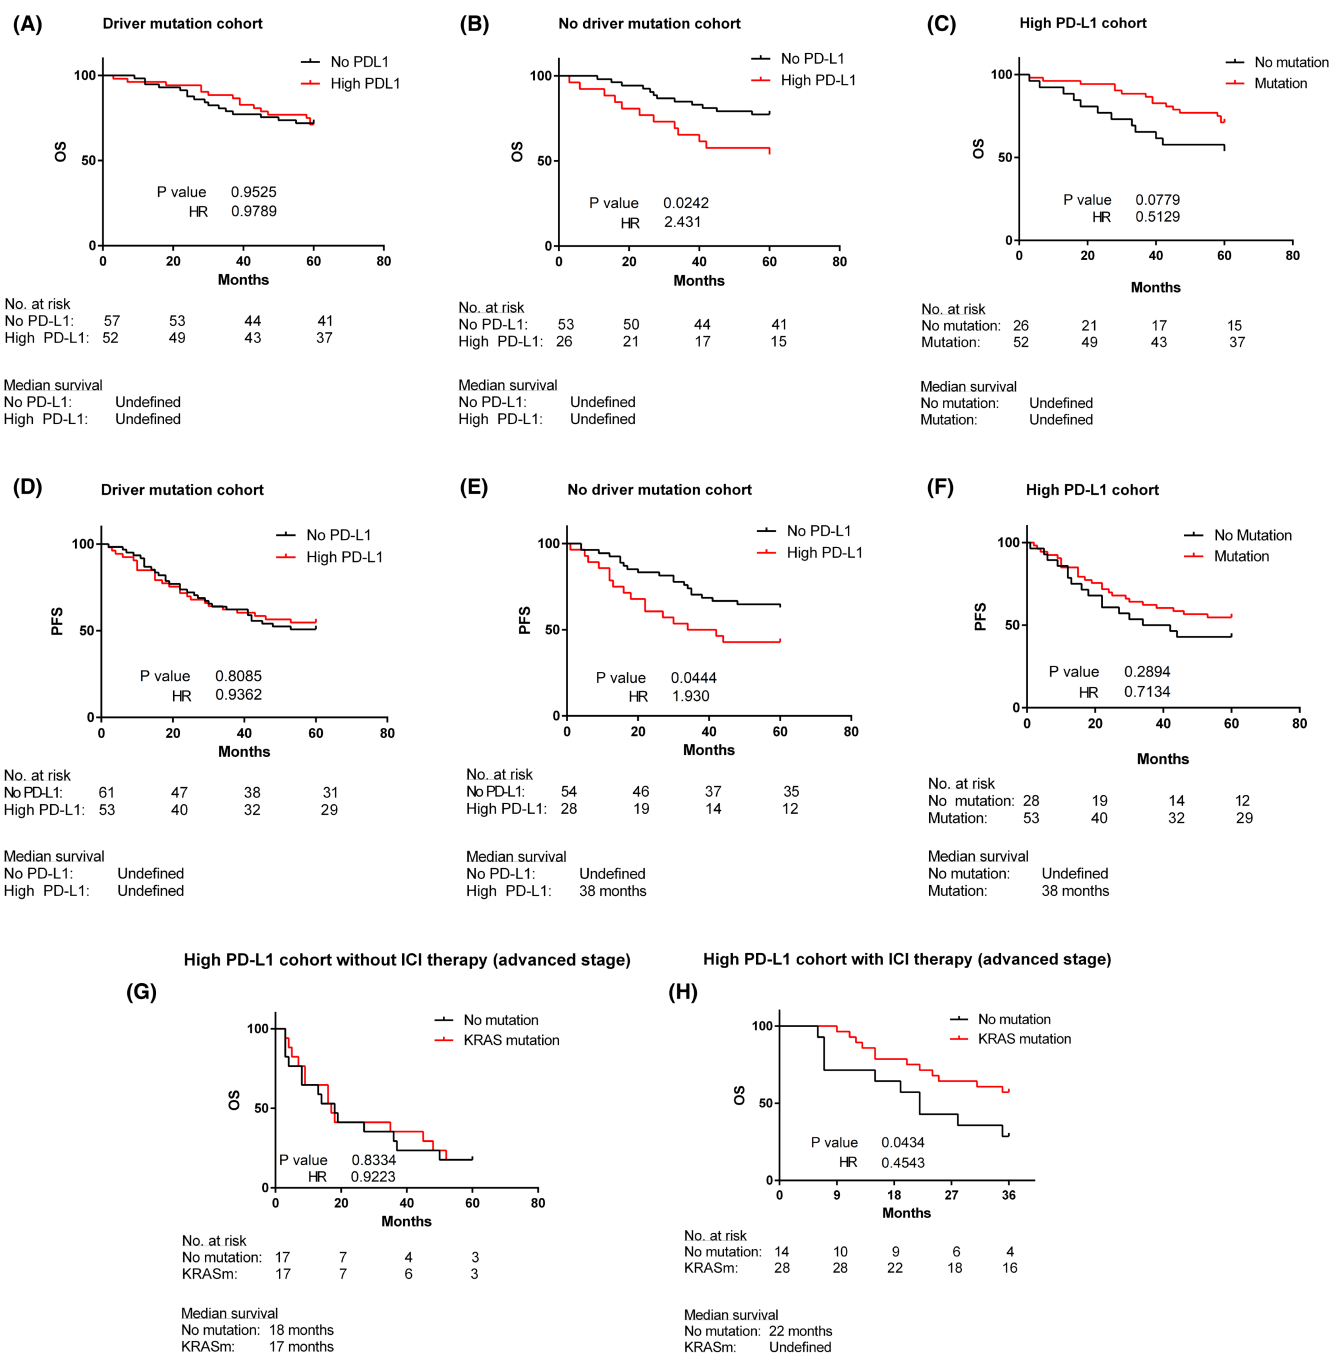 (A)
Driver mutation cohort
No PDL1
High PDL1
100
50
0
OS
P value 0.9525
HR 0.9789
0 20 40 60 80
Months
No. at risk
No PD-L1: 57 53 44 41
High PD-L1: 52 49 43 37
Median survival
No PD-L1: Undefined
High PD-L1: Undefined
(B)
No driver mutation cohort
No PD-L1
High PD-L1
100
50
0
OS
P value 0.0242
HR 2.431
0 20 40 60 80
Months
No. at risk
No PD-L1: 53 50 44 41
High PD-L1: 26 21 17 15
Median survival
No PD-L1: Undefined
High PD-L1: Undefined
(C)
High PD-L1 cohort
No mutation
Mutation
100
50
0
OS
P value 0.0779
HR 0.5129
0 20 40 60 80
Months
No. at risk
No mutation: 26 21 17 15
Mutation: 52 49 43 37
Median survival
No mutation: Undefined
Mutation: Undefined
(D)
Driver mutation cohort
No PD-L1
High PD-L1
100
50
0
PFS
P value 0.8085
HR 0.9362
0 20 40 60 80
Months
No. at risk
No PD-L1: 61 47 38 31
High PD-L1: 53 40 32 29
Median survival
No PD-L1: Undefined
High PD-L1: Undefined
(E)
No driver mutation cohort
No PD-L1
High PD-L1
100
50
0
PFS
P value 0.0444
HR 1.930
0 20 40 60 80
Months
No. at risk
No PD-L1: 54 46 37 35
High PD-L1: 28 19 14 12
Median survival
No PD-L1: Undefined
High PD-L1: 38 months
(F)
High PD-L1 cohort
No Mutation
Mutation
100
50
0
PFS
P value 0.2894
HR 0.7134
0 20 40 60 80
Months
No. at risk
No mutation: 28 19 14 12
Mutation: 53 40 32 29
Median survival
No mutation: Undefined
Mutation: 38 months
High PD-L1 cohort without ICI therapy (advanced stage)
(G)
No mutation
KRAS mutation
100
50
0
OS
P value 0.8334
HR 0.9223
0 20 40 60 80
Months
No. at risk
No mutation: 17 7 4 3
KRASm: 17 7 6 3
Median survival
No mutation: 18 months
KRASm: 17 months
High PD-L1 cohort with ICI therapy (advanced stage)
(H)
No mutation
KRAS mutation
100
50
0
OS
P value 0.0434
HR 0.4543
0 9 18 27 36
Months
No. at risk
No mutation: 14 10 9 6 4
KRASm: 28 28 22 18 16
Median survival
No mutation: 22 months
KRASm: Undefined